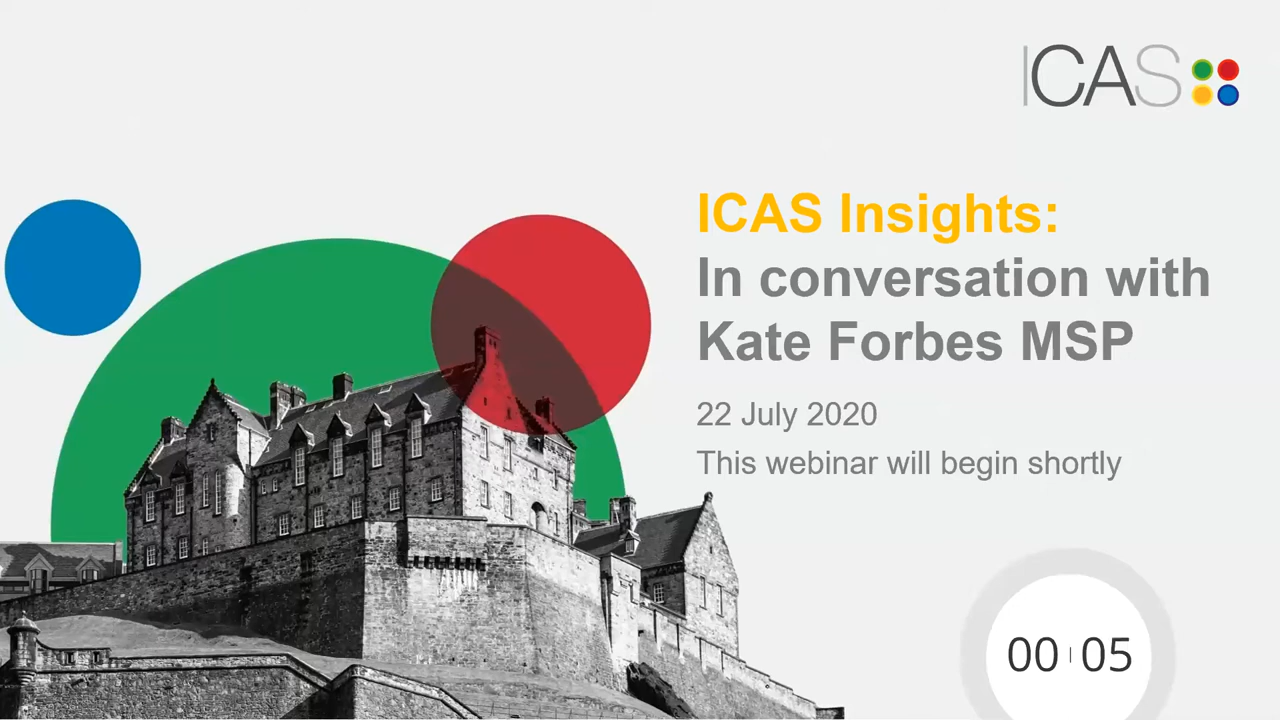 ICAS
ICAS Insights:
In conversation with
Kate Forbes MSP
22 July 2020
This webinar will begin shortly
00 05